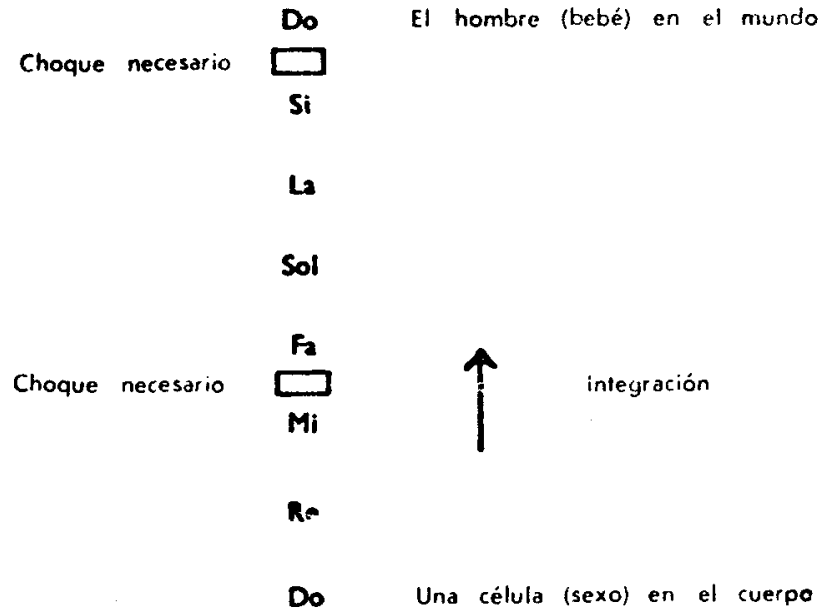 Do El hombre (bebé) en el mundo
Choque necesario
Si
La
Sol
Fa
Choque necesario integración
Mi
Re
Do Una célula (sexo) en el cuerpo